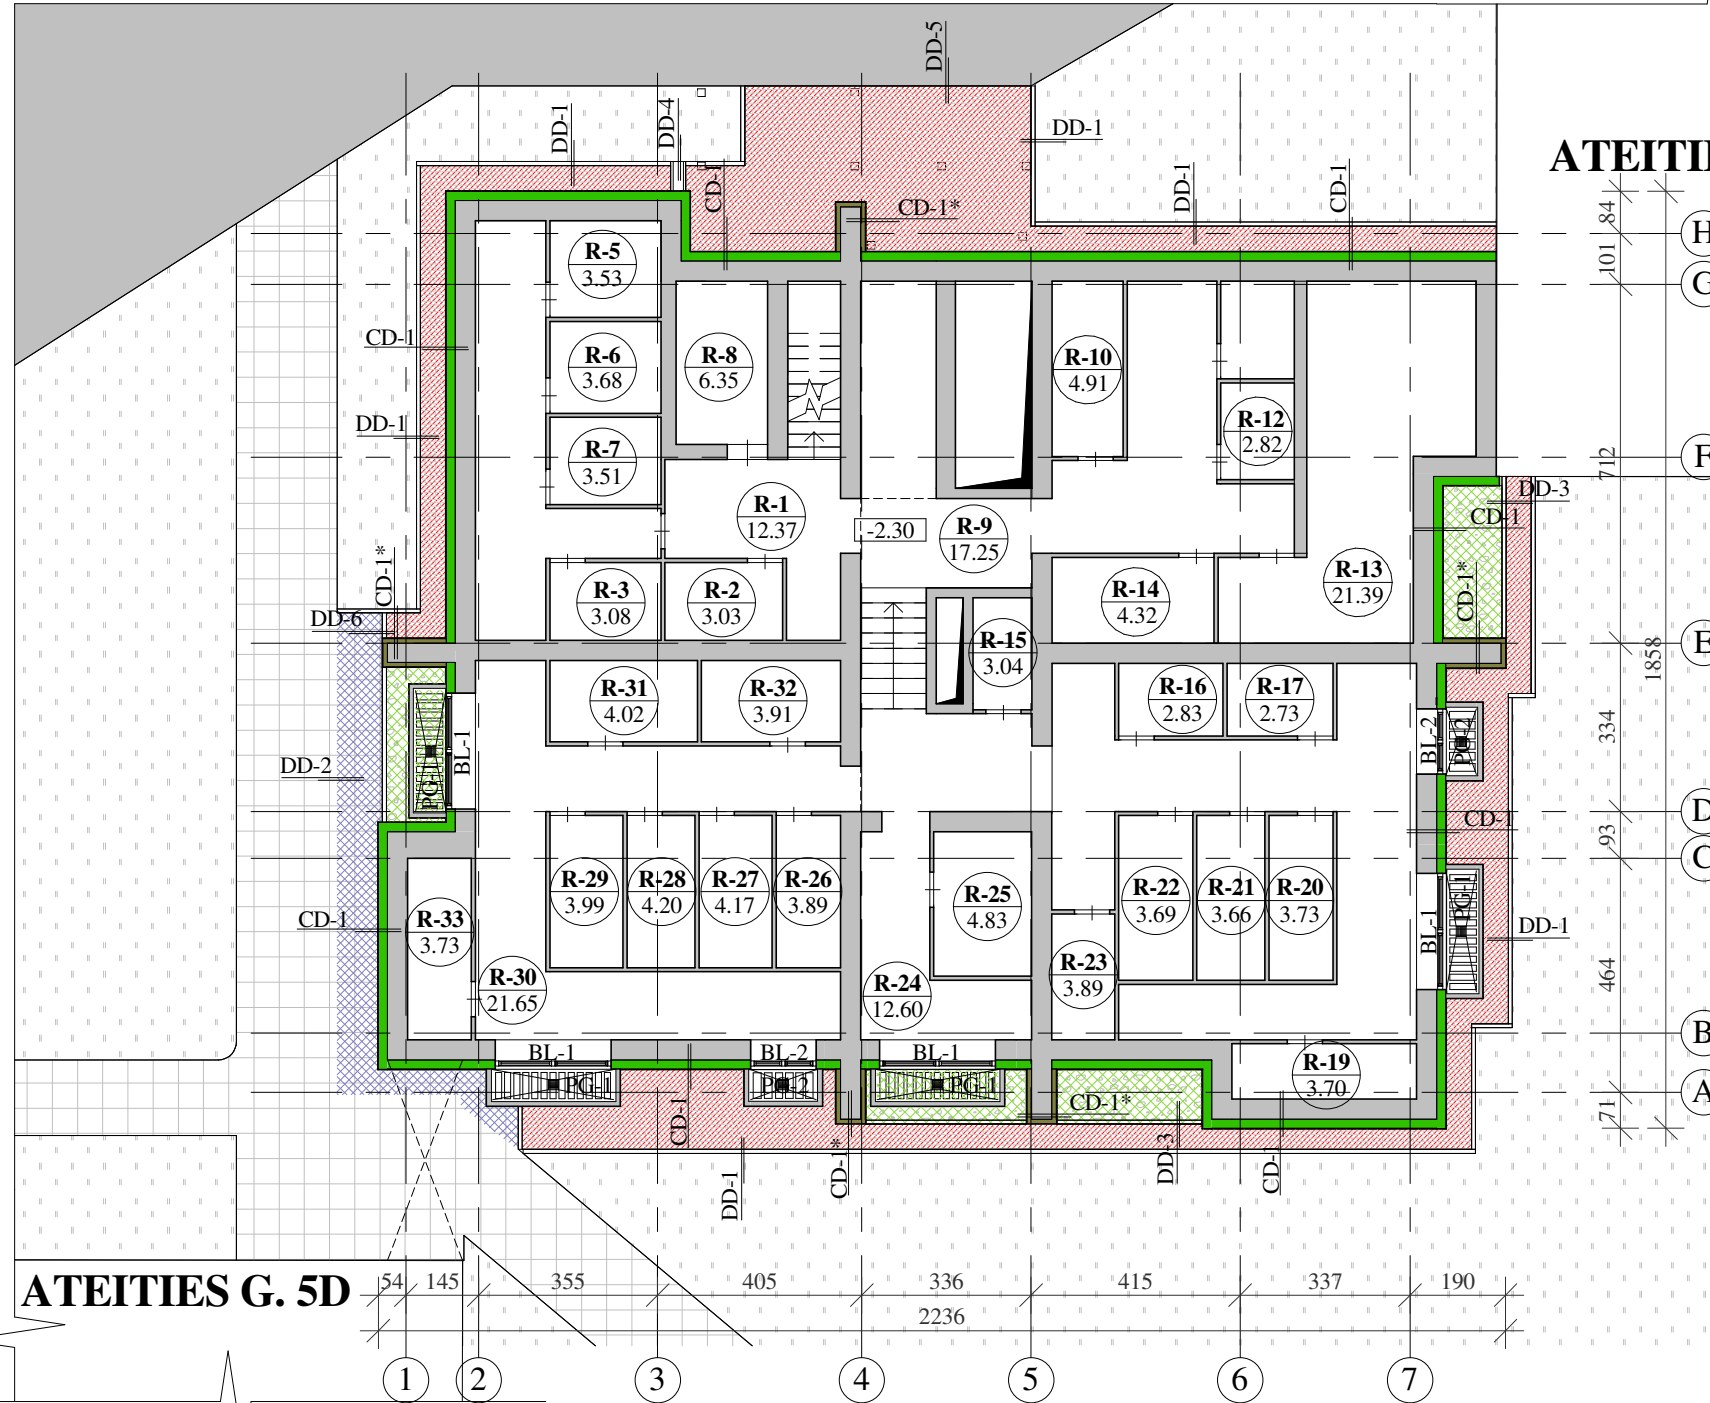 DD-5
DD-1
DD-4
DD-1
ATEITI
CD-1
DD-1
CD-1
CD-1*
84
H
R-5
3.53
101
G
CD-1
R-6
3.68
R-8
6.35
R-10
4.91
DD-1
R-12
2.82
R-7
3.51
712
F
DD-3
R-1
12.37
-2.30
R-9
17.25
CD-1
CD-1*
R-3
3.08
R-2
3.03
R-14
4.32
R-13
21.39
CD-1*
DD-6
R-15
3.04
E
1858
R-31
4.02
R-32
3.91
R-16
2.83
R-17
2.73
334
BL-1
PG-1
BL-2
PG-2
DD-2
CD-1
D
93
C
R-29
3.99
R-28
4.20
R-27
4.17
R-26
3.89
R-25
4.83
R-22
3.69
R-21
3.66
R-20
3.73
BL-1
PG-1
CD-1
R-33
3.73
DD-1
R-30
21.65
R-24
12.60
R-23
3.89
464
B
BL-1
BL-2
BL-1
R-19
3.70
PG-1
PG-2
PG-1
A
71
CD-1*
CD-1
CD-1*
DD-3
CD-1
DD-1
ATEITIES G. 5D
54
145
355
405
336
415
337
190
2236
1
2
3
4
5
6
7